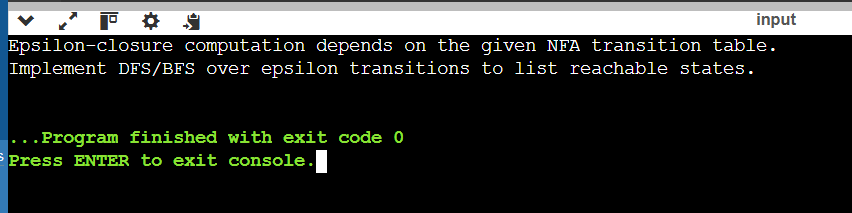 input
Epsilon-closure computation depends on the given NFA transition table.
Implement DFS/BFS over epsilon transitions to list reachable states.
...Program finished with exit code 0
Press ENTER to exit console.